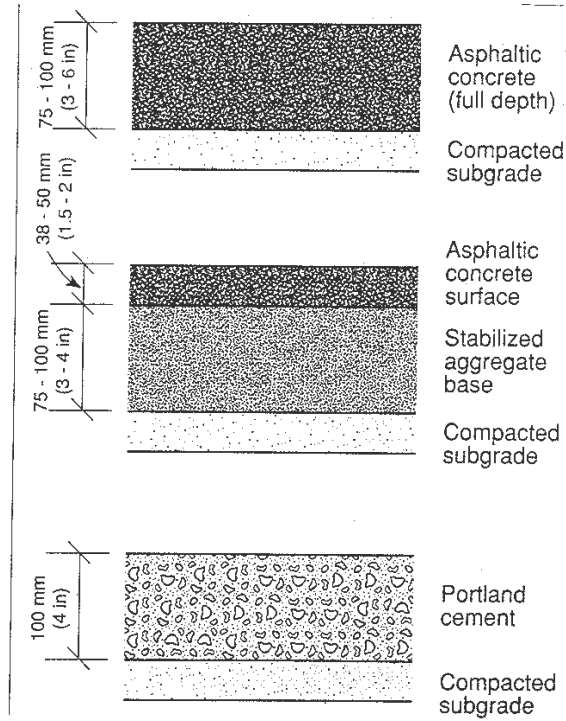 75 - 100 mm
(3 - 6 in)
Asphaltic
concrete
(full depth)
Compacted
subgrade
38 - 50 mm
(1.5 - 2 in)
Asphaltic
concrete
surface
75 - 100 mm
(3 - 4 in)
Stabilized
aggregate
base
Compacted
subgrade
100 mm
(4 in)
Portland
cement
Compacted
subgrade